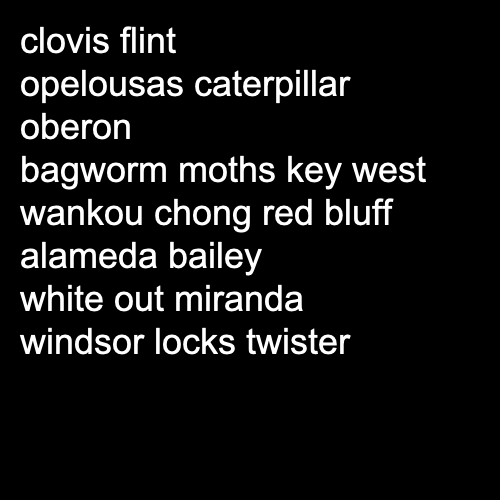 clovis flint
opelousas caterpillar
oberon
bagworm moths key west
wankou chong red bluff
alameda bailey
white out miranda
windsor locks twister